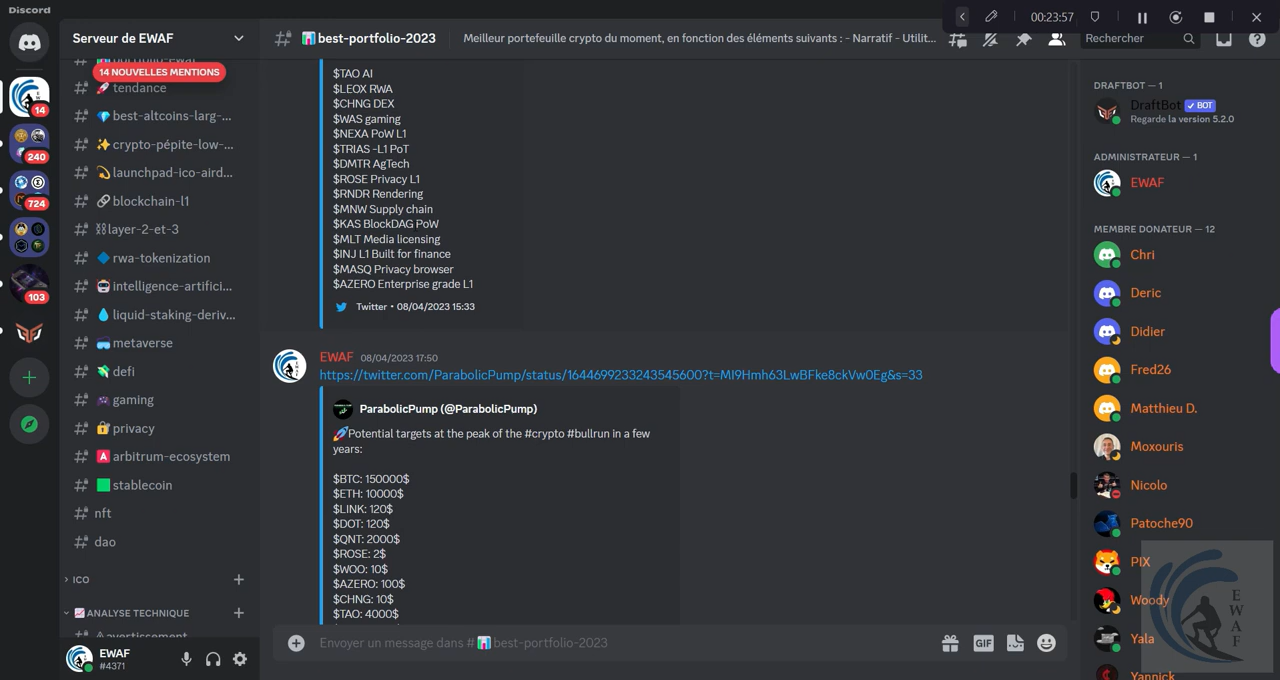 Discord
00:23:57
Serveur de EWAF
📊best-portfolio-2023
Meilleur portefeuille crypto du moment, en fonction des éléments suivants : - Narratif - Utilit...
Rechercher
14 NOUVELLES MENTIONS
14
240
724
103
🚀tendance
💎best-altcoins-larg-...
✨crypto-pépite-low-...
💫launchpad-ico-aird...
🔗blockchain-l1
⛓layer-2-et-3
🔷rwa-tokenization
🤖intelligence-artifici...
💧liquid-staking-deriv...
🥽metaverse
💸defi
🎮gaming
🔐privacy
🅰arbitrum-ecosystem
🟩stablecoin
nft
dao
ICO
📈ANALYSE TECHNIQUE
⚠avertissement
EWAF
#4371
$TAO AI
$LEOX RWA
$CHNG DEX
$WAS gaming
$NEXA PoW L1
$TRIAS -L1 PoT
$DMTR AgTech
$ROSE Privacy L1
$RNDR Rendering
$MNW Supply chain
$KAS BlockDAG PoW
$MLT Media licensing
$INJ L1 Built for finance
$MASQ Privacy browser
$AZERO Enterprise grade L1
Twitter • 08/04/2023 15:33
EWAF 08/04/2023 17:50
https://twitter.com/ParabolicPump/status/1644699233243545600?t=MI9Hmh63LwBFke8ckVw0Eg&s=33
ParabolicPump (@ParabolicPump)
🚀Potential targets at the peak of the #crypto #bullrun in a few
years:
$BTC: 150000$
$ETH: 10000$
$LINK: 120$
$DOT: 120$
$QNT: 2000$
$ROSE: 2$
$WOO: 10$
$AZERO: 100$
$CHNG: 10$
$TAO: 4000$
Envoyer un message dans #📊best-portfolio-2023
GIF
DRAFTBOT — 1
DraftBot ✓ BOT
Regarde la version 5.2.0
ADMINISTRATEUR — 1
EWAF
MEMBRE DONATEUR — 12
Chri
Deric
Didier
Fred26
Matthieu D.
Moxouris
Nicolo
Patoche90
PIX
Woody
Yala
Yannick
EWAF